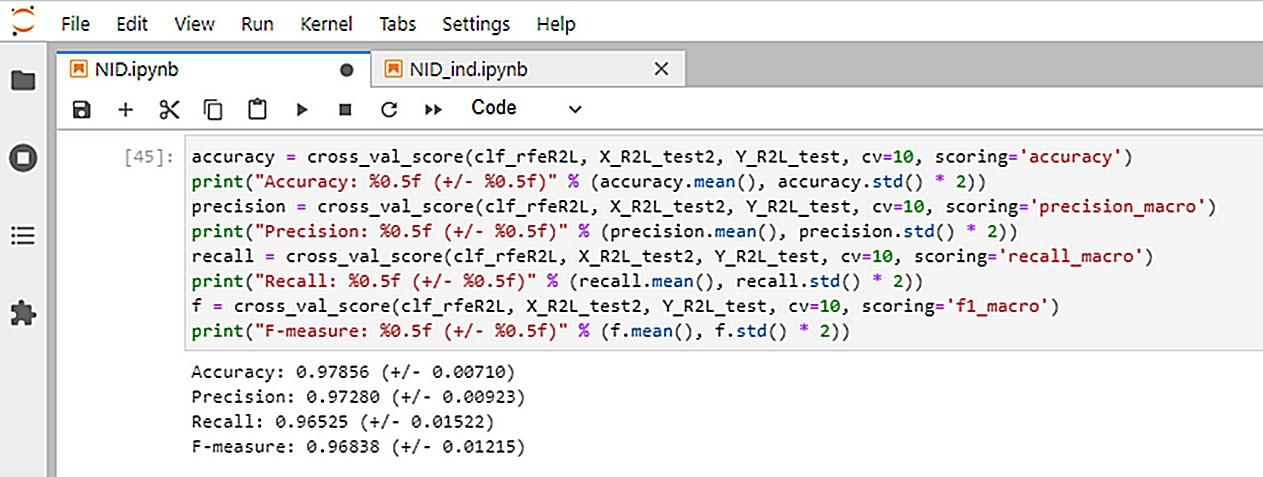 File Edit View Run Kernel Tabs Settings Help
NID.ipynb NID_ind.ipynb
Code
[45]: accuracy = cross_val_score(clf_rfeR2L, X_R2L_test2, Y_R2L_test, cv=10, scoring='accuracy')
print("Accuracy: %0.5f (+/- %0.5f)" % (accuracy.mean(), accuracy.std() * 2))
precision = cross_val_score(clf_rfeR2L, X_R2L_test2, Y_R2L_test, cv=10, scoring='precision_macro')
print("Precision: %0.5f (+/- %0.5f)" % (precision.mean(), precision.std() * 2))
recall = cross_val_score(clf_rfeR2L, X_R2L_test2, Y_R2L_test, cv=10, scoring='recall_macro')
print("Recall: %0.5f (+/- %0.5f)" % (recall.mean(), recall.std() * 2))
f = cross_val_score(clf_rfeR2L, X_R2L_test2, Y_R2L_test, cv=10, scoring='f1_macro')
print("F-measure: %0.5f (+/- %0.5f)" % (f.mean(), f.std() * 2))
Accuracy: 0.97856 (+/- 0.00710)
Precision: 0.97280 (+/- 0.00923)
Recall: 0.96525 (+/- 0.01522)
F-measure: 0.96838 (+/- 0.01215)